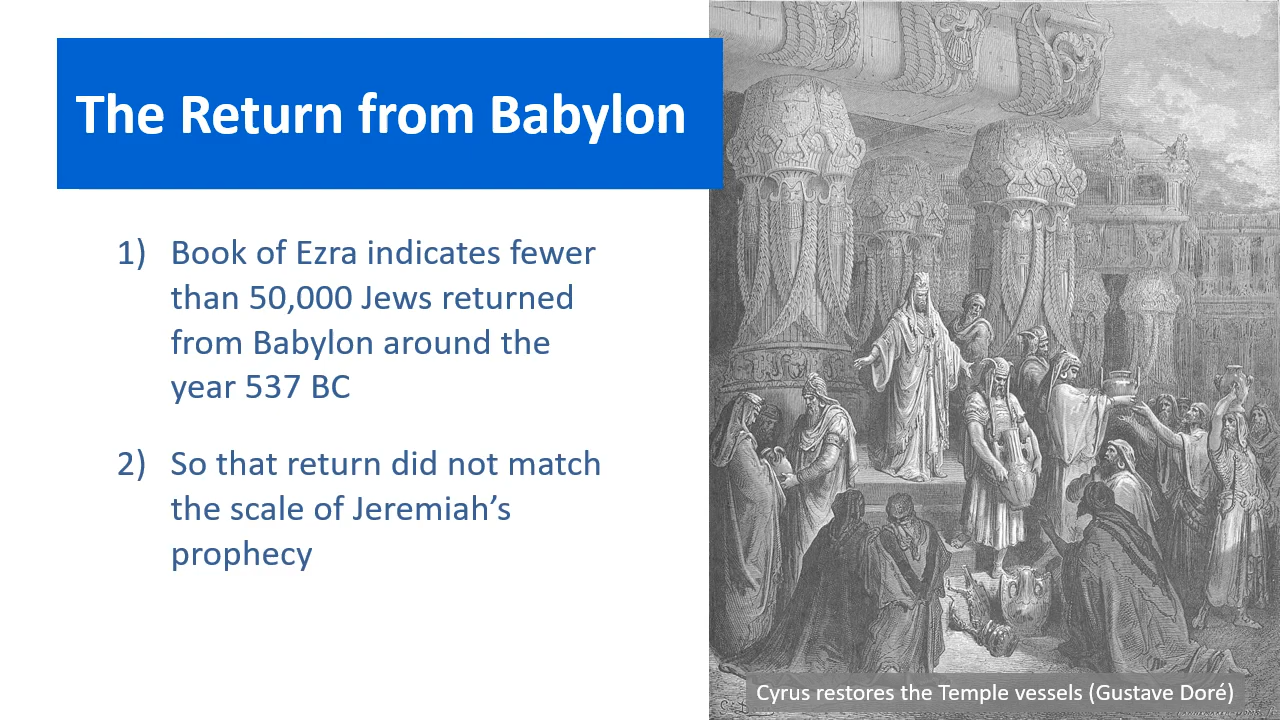 The Return from Babylon
1) Book of Ezra indicates fewer
than 50,000 Jews returned
from Babylon around the
year 537 BC
2) So that return did not match
the scale of Jeremiah’s
prophecy
Cyrus restores the Temple vessels (Gustave Doré)